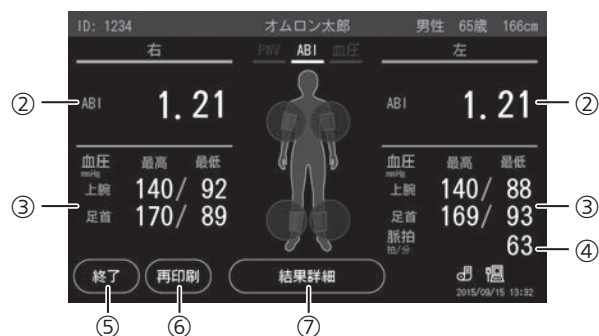 ID: 1234 オムロン太郎 男性 65歳 166cm
右 PWV ABI 血圧 左
② ABI 1.21 ABI 1.21 ②
血圧 最高 最低 血圧 最高 最低
mmHg mmHg
③ 上腕 140/ 92 上腕 140/ 88 ③
足首 170/ 89 足首 169/ 93
脈拍 63 ④
拍/分
終了 再印刷 結果詳細
2015/09/15 13:32
⑤ ⑥ ⑦